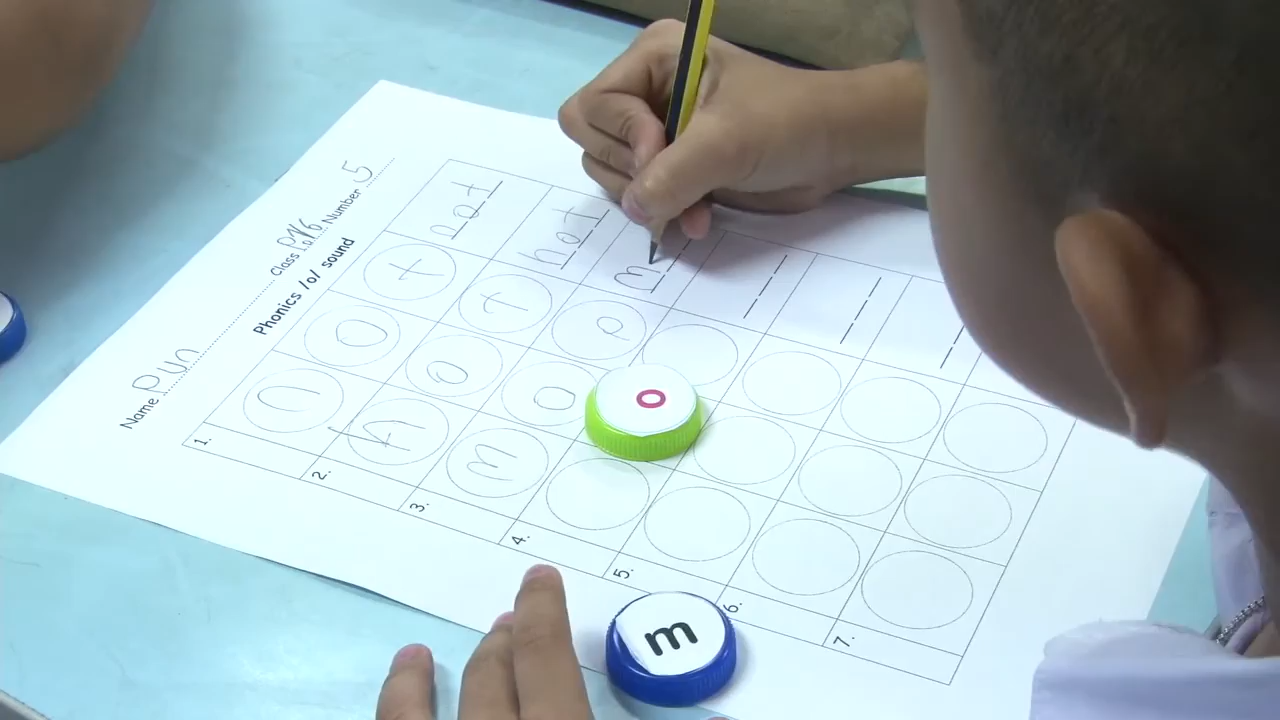 Name Pun Class P1/6 Number 5
Phonics /o/ sound
1. n o t not
2. h o t hot
3. m o p m
4.
5.
6.
7.
o
m